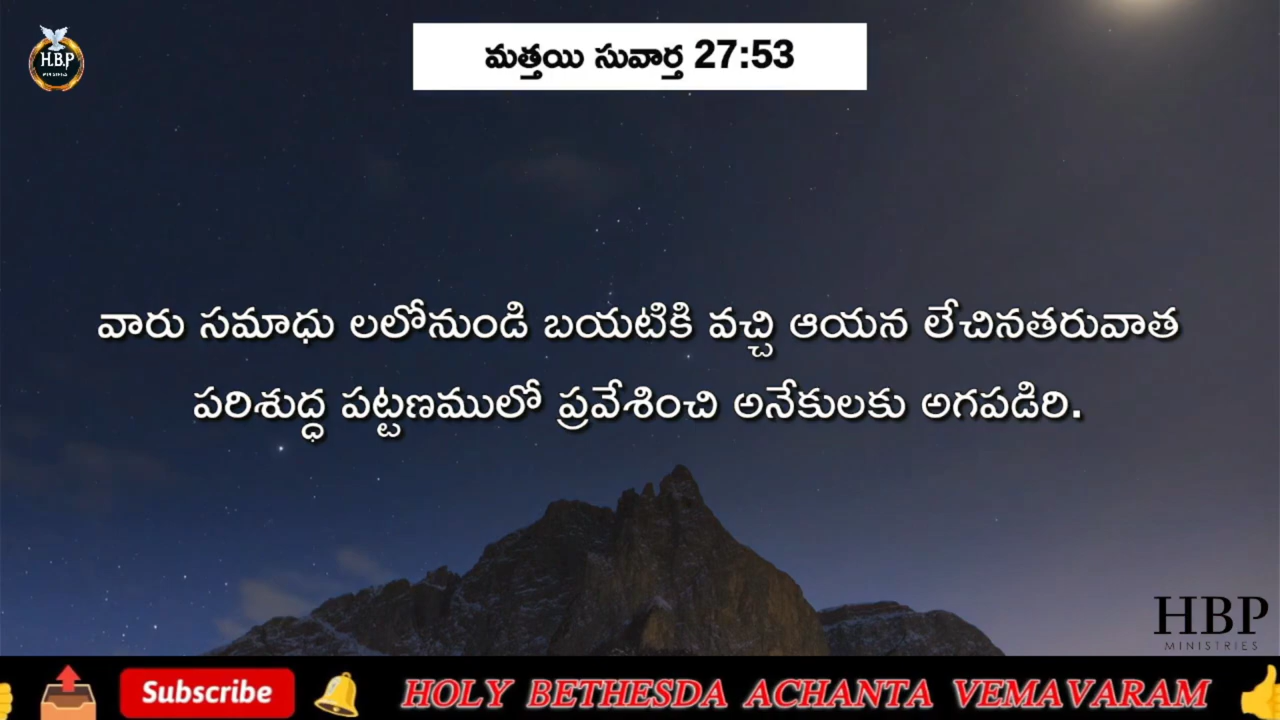 H.B.P
MINISTRIES
మత్తయి సువార్త 27:53
వారు సమాధు లలోనుండి బయటికి వచ్చి ఆయన లేచినతరువాత
పరిశుద్ధ పట్టణములో ప్రవేశించి అనేకులకు అగపడిరి.
HBP
MINISTRIES
Subscribe
HOLY BETHESDA ACHANTA VEMAVARAM